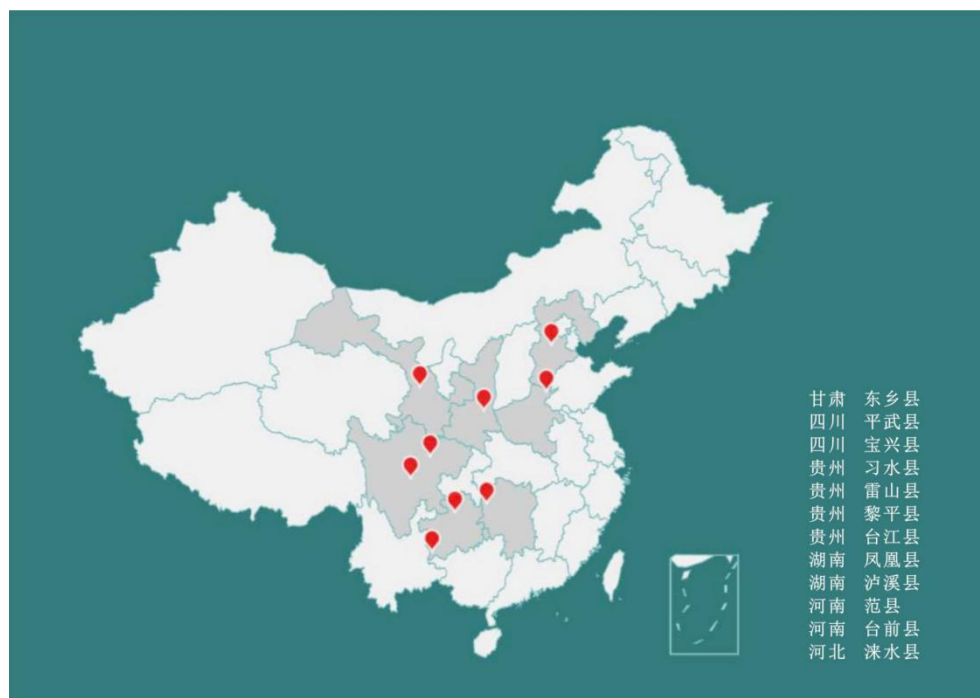 甘肃 东乡县
四川 平武县
四川 宝兴县
贵州 习水县
贵州 雷山县
贵州 黎平县
贵州 台江县
湖南 凤凰县
湖南 泸溪县
河南 范县
河南 台前县
河北 涞水县